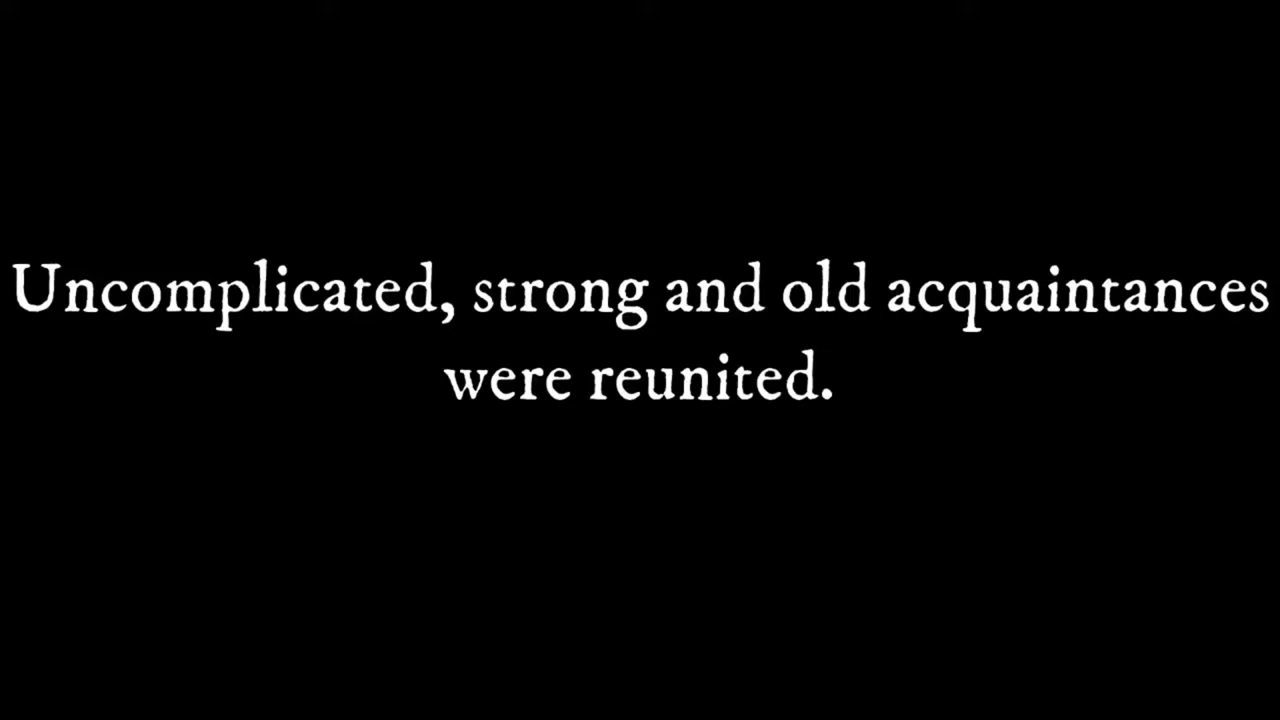 Uncomplicated, strong and old acquaintances
were reunited.